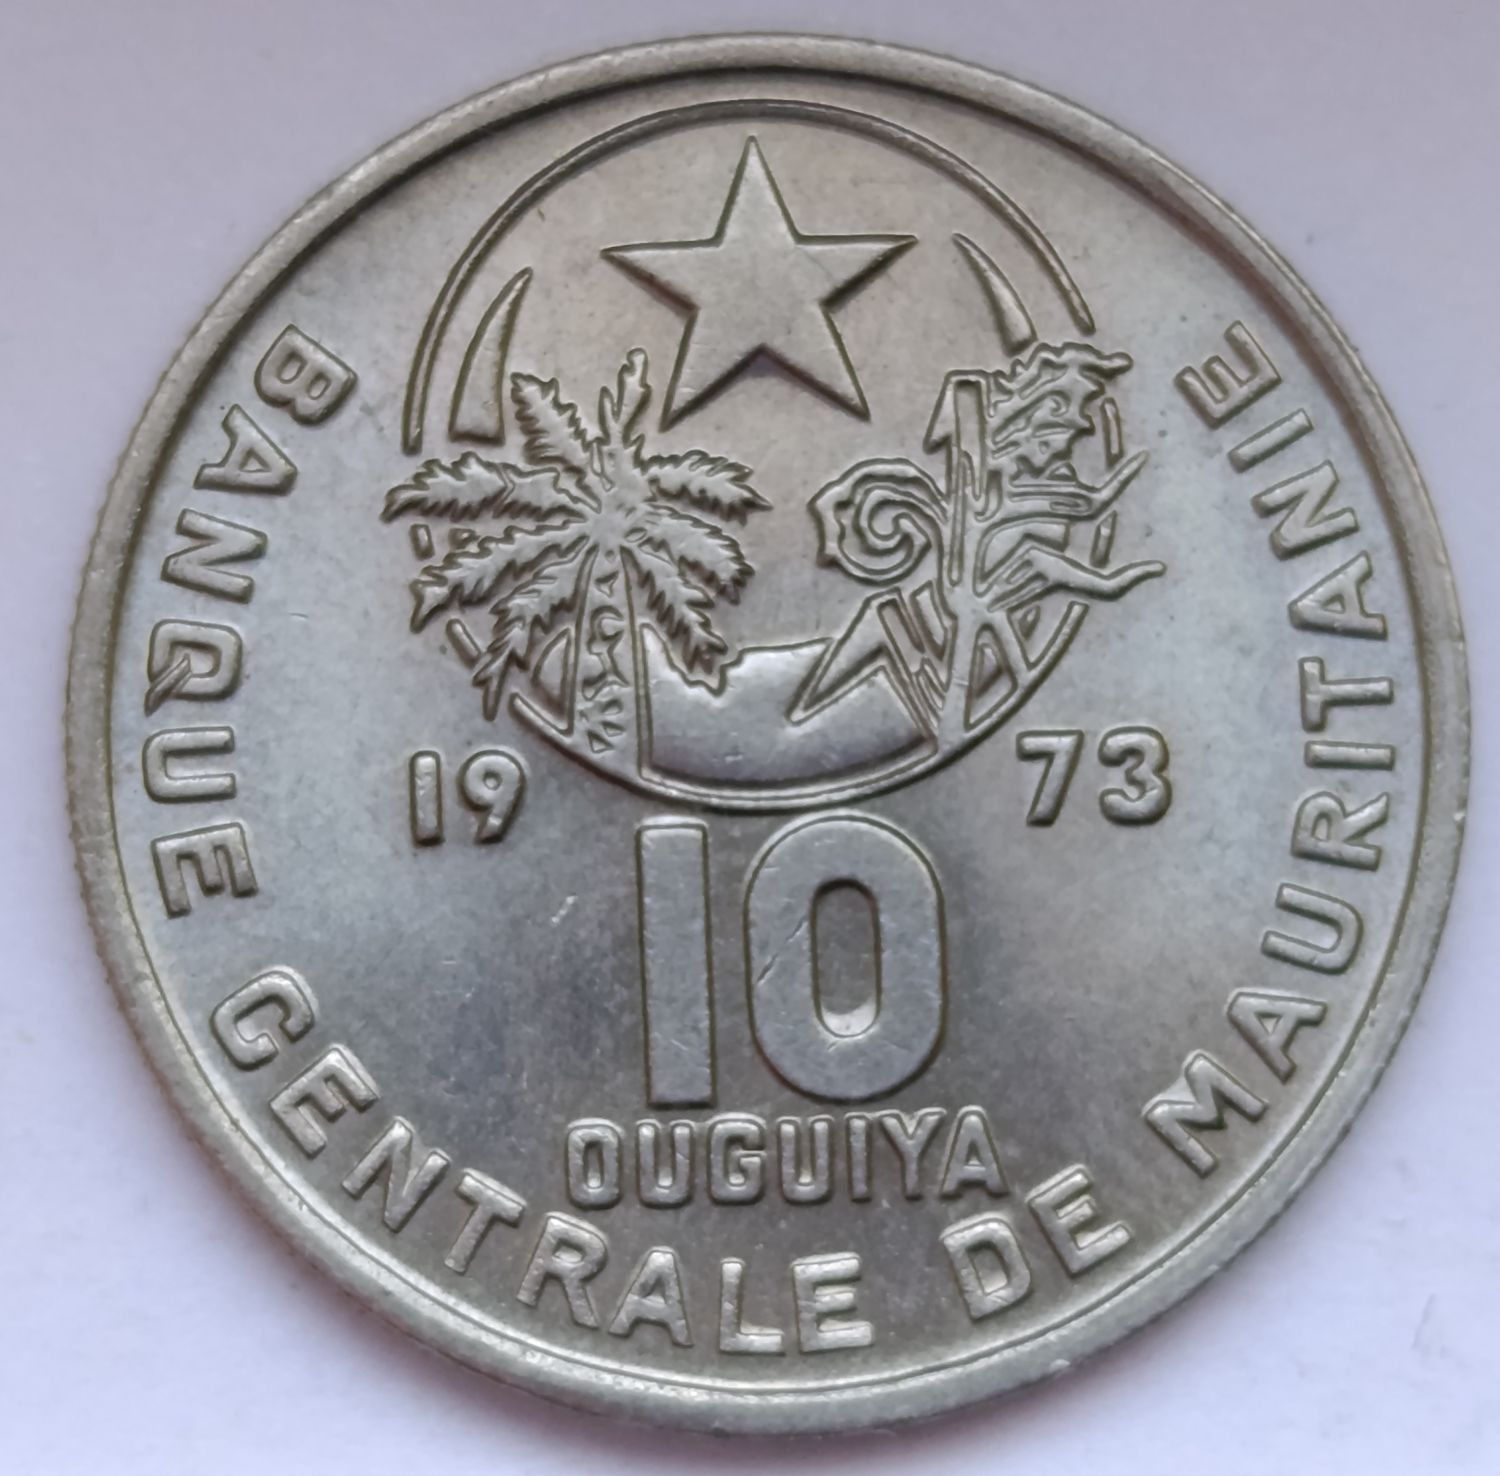 19 73
10
OUGUIYA
BANQUE CENTRALE DE MAURITANIE